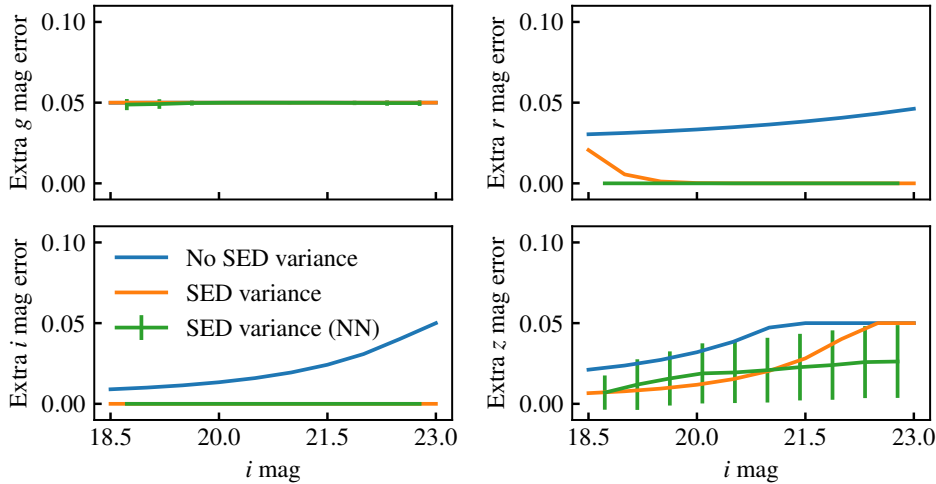 0.10
0.05
0.00
Extra g mag error
0.10
0.05
0.00
Extra r mag error
0.10
0.05
0.00
Extra i mag error
No SED variance
SED variance
SED variance (NN)
18.5 20.0 21.5 23.0
i mag
0.10
0.05
0.00
Extra z mag error
18.5 20.0 21.5 23.0
i mag